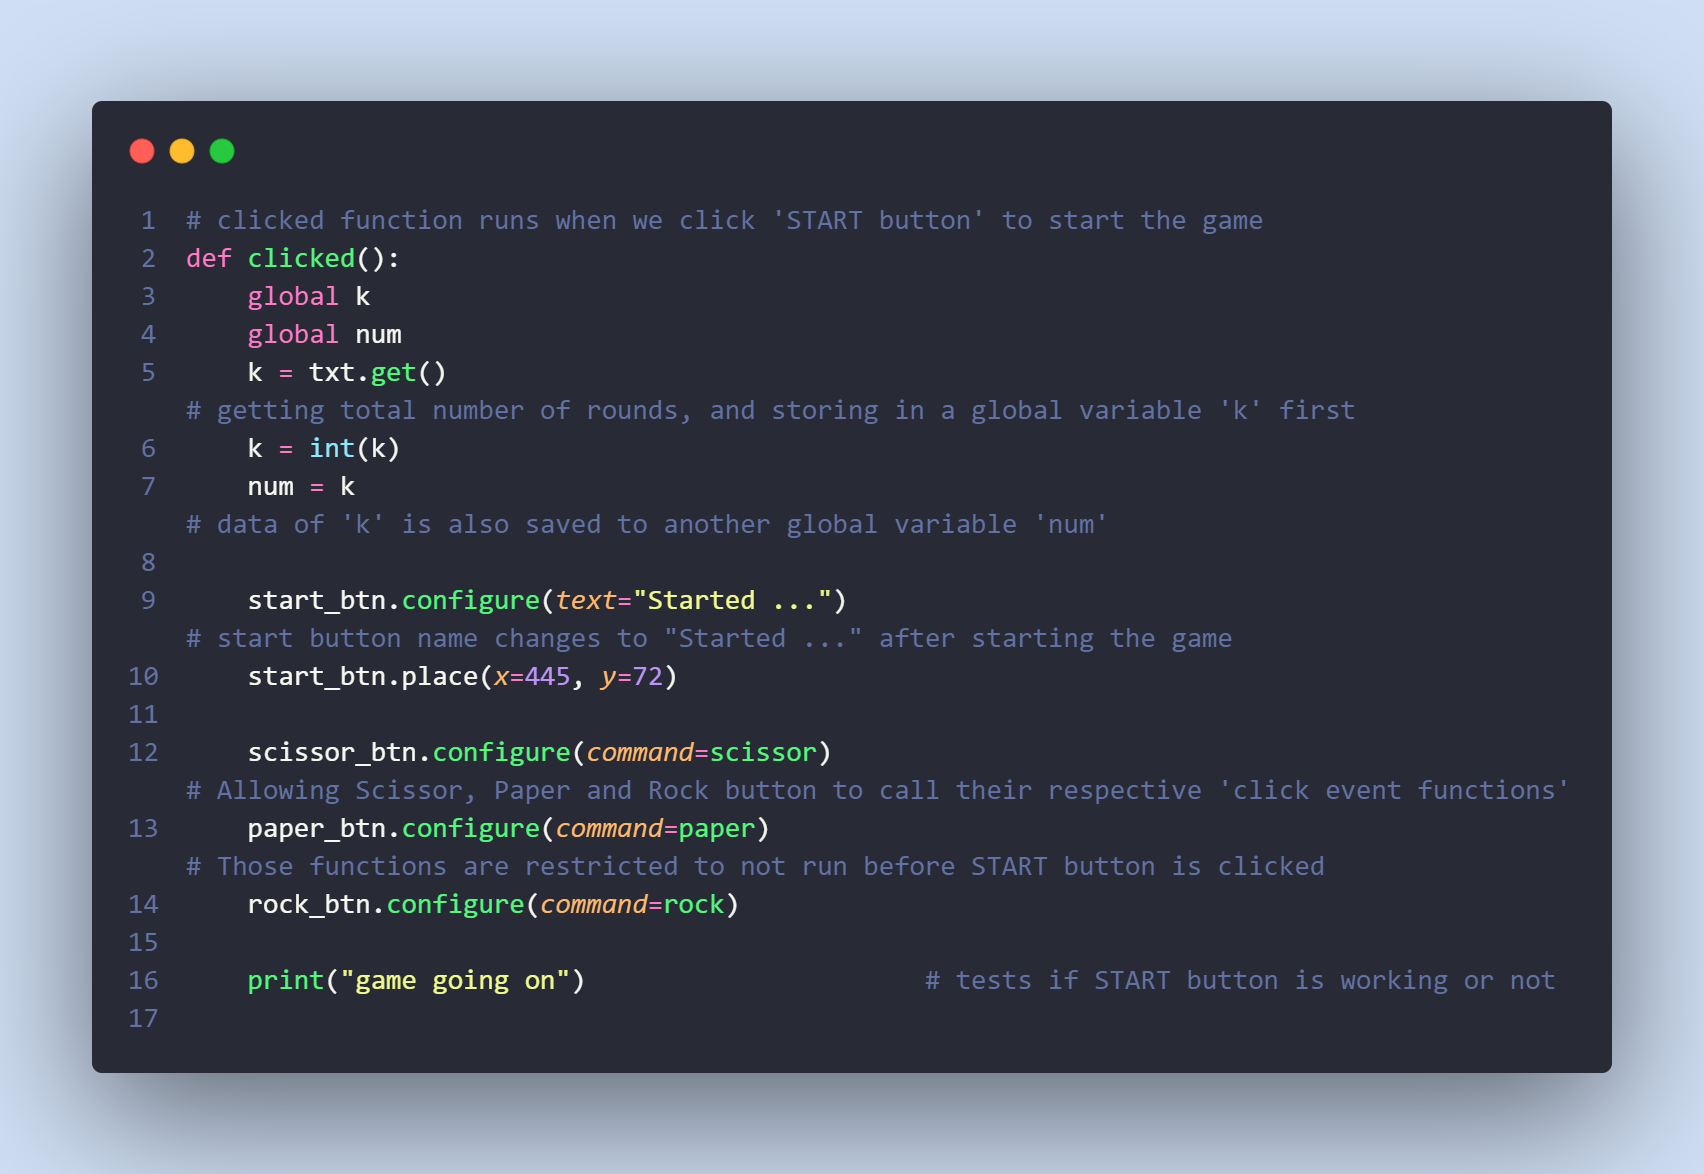 1 # clicked function runs when we click 'START button' to start the game
2 def clicked():
3     global k
4     global num
5     k = txt.get()
# getting total number of rounds, and storing in a global variable 'k' first
6     k = int(k)
7     num = k
# data of 'k' is also saved to another global variable 'num'
8
9     start_btn.configure(text="Started ...")
# start button name changes to "Started ..." after starting the game
10     start_btn.place(x=445, y=72)
11
12     scissor_btn.configure(command=scissor)
# Allowing Scissor, Paper and Rock button to call their respective 'click event functions'
13     paper_btn.configure(command=paper)
# Those functions are restricted to not run before START button is clicked
14     rock_btn.configure(command=rock)
15
16     print("game going on")                      # tests if START button is working or not
17